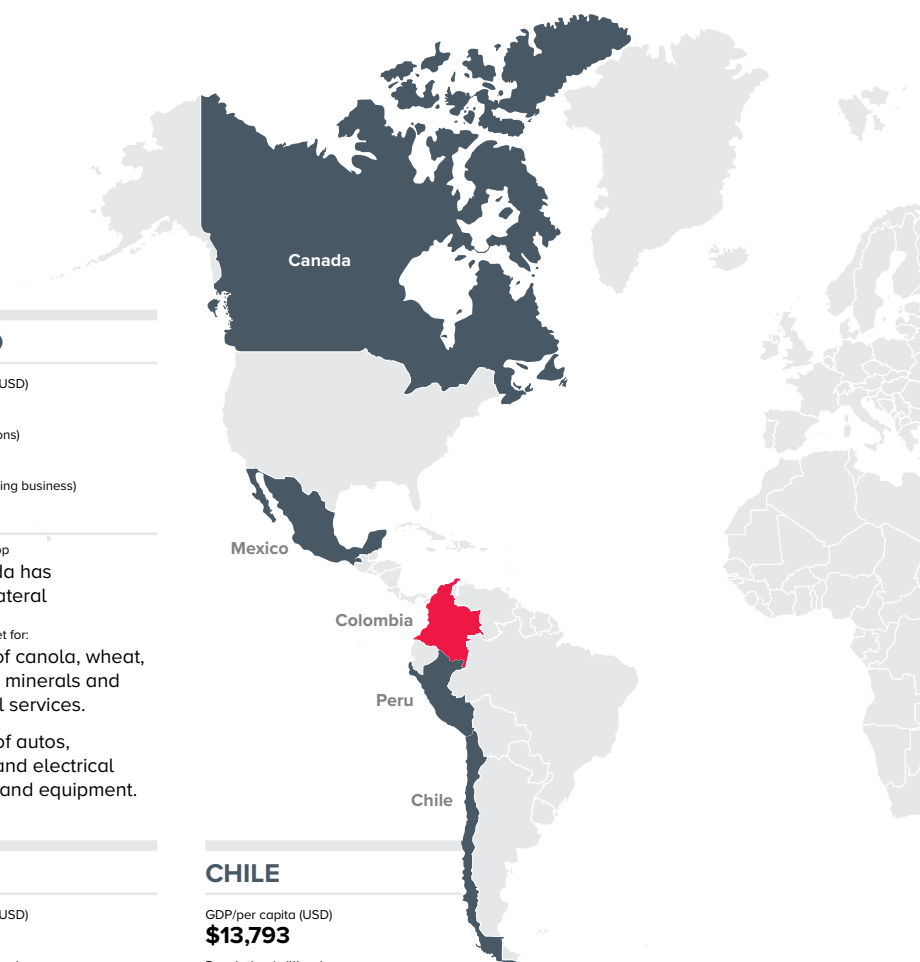 Canada
USD)
ons)
ing business)
Mexico
op
da has
ateral
Colombia
et for:
of canola, wheat,
minerals and
l services.
Peru
of autos,
and electrical
and equipment.
Chile
CHILE
USD)
GDP/per capita (USD)
$13,793